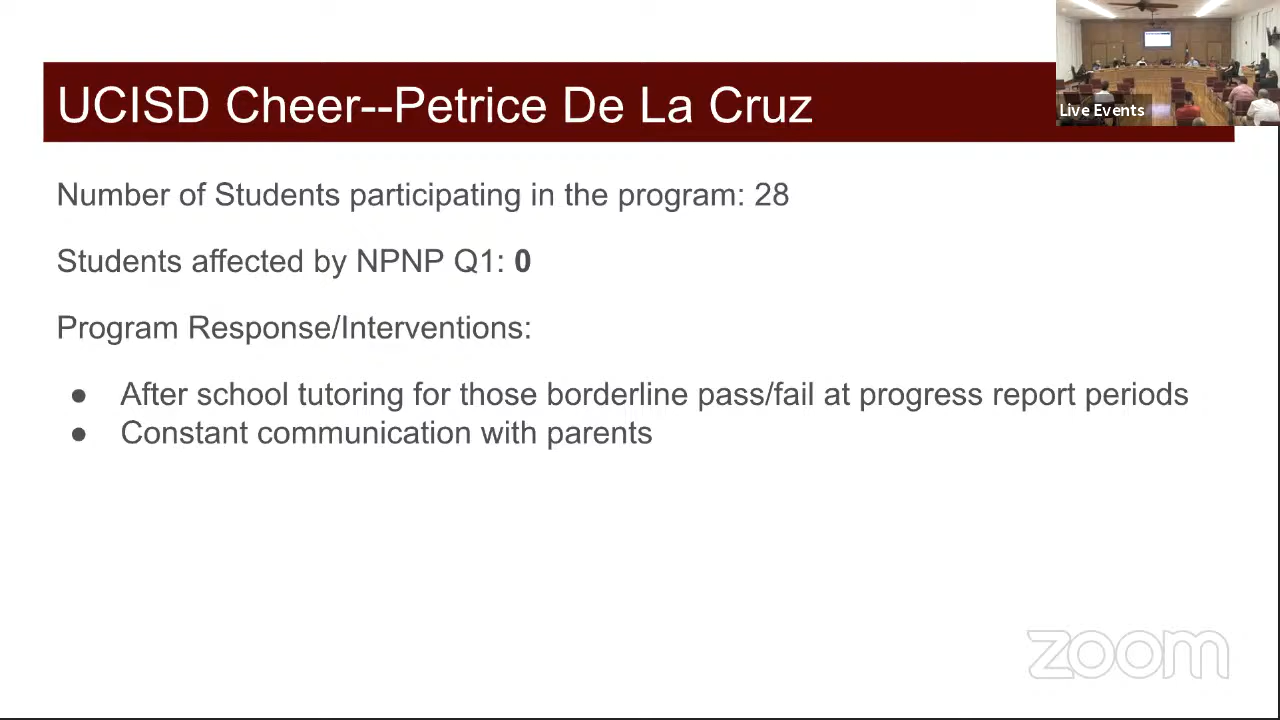 UCISD Cheer--Petrice De La Cruz
Live Events
Number of Students participating in the program: 28
Students affected by NPNP Q1: 0
Program Response/Interventions:
● After school tutoring for those borderline pass/fail at progress report periods
● Constant communication with parents
zoom